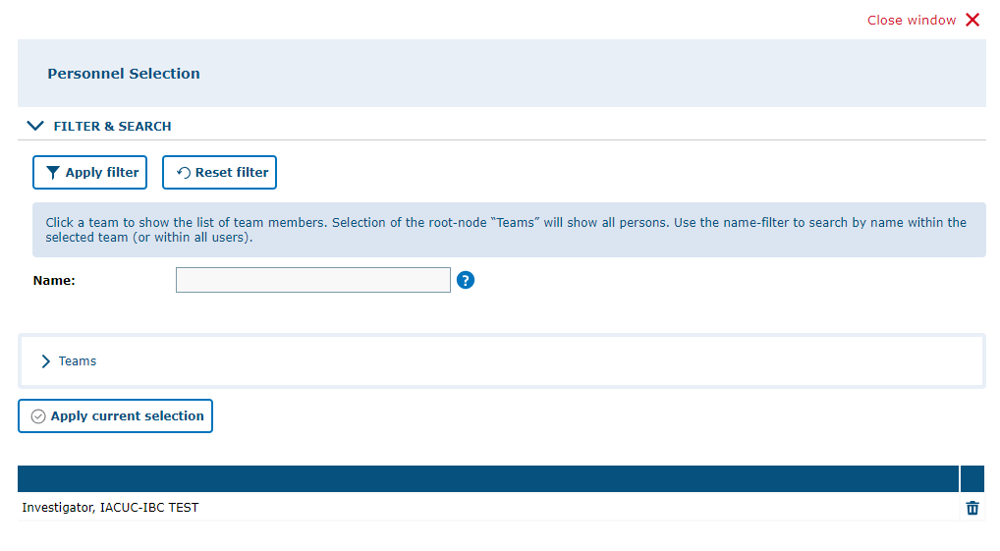 Close window
Personnel Selection
FILTER & SEARCH
Apply filter
Reset filter
Click a team to show the list of team members. Selection of the root-node "Teams" will show all persons. Use the name-filter to search by name within the
selected team (or within all users).
Name:
?
Teams
Apply current selection
Investigator, IACUC-IBC TEST